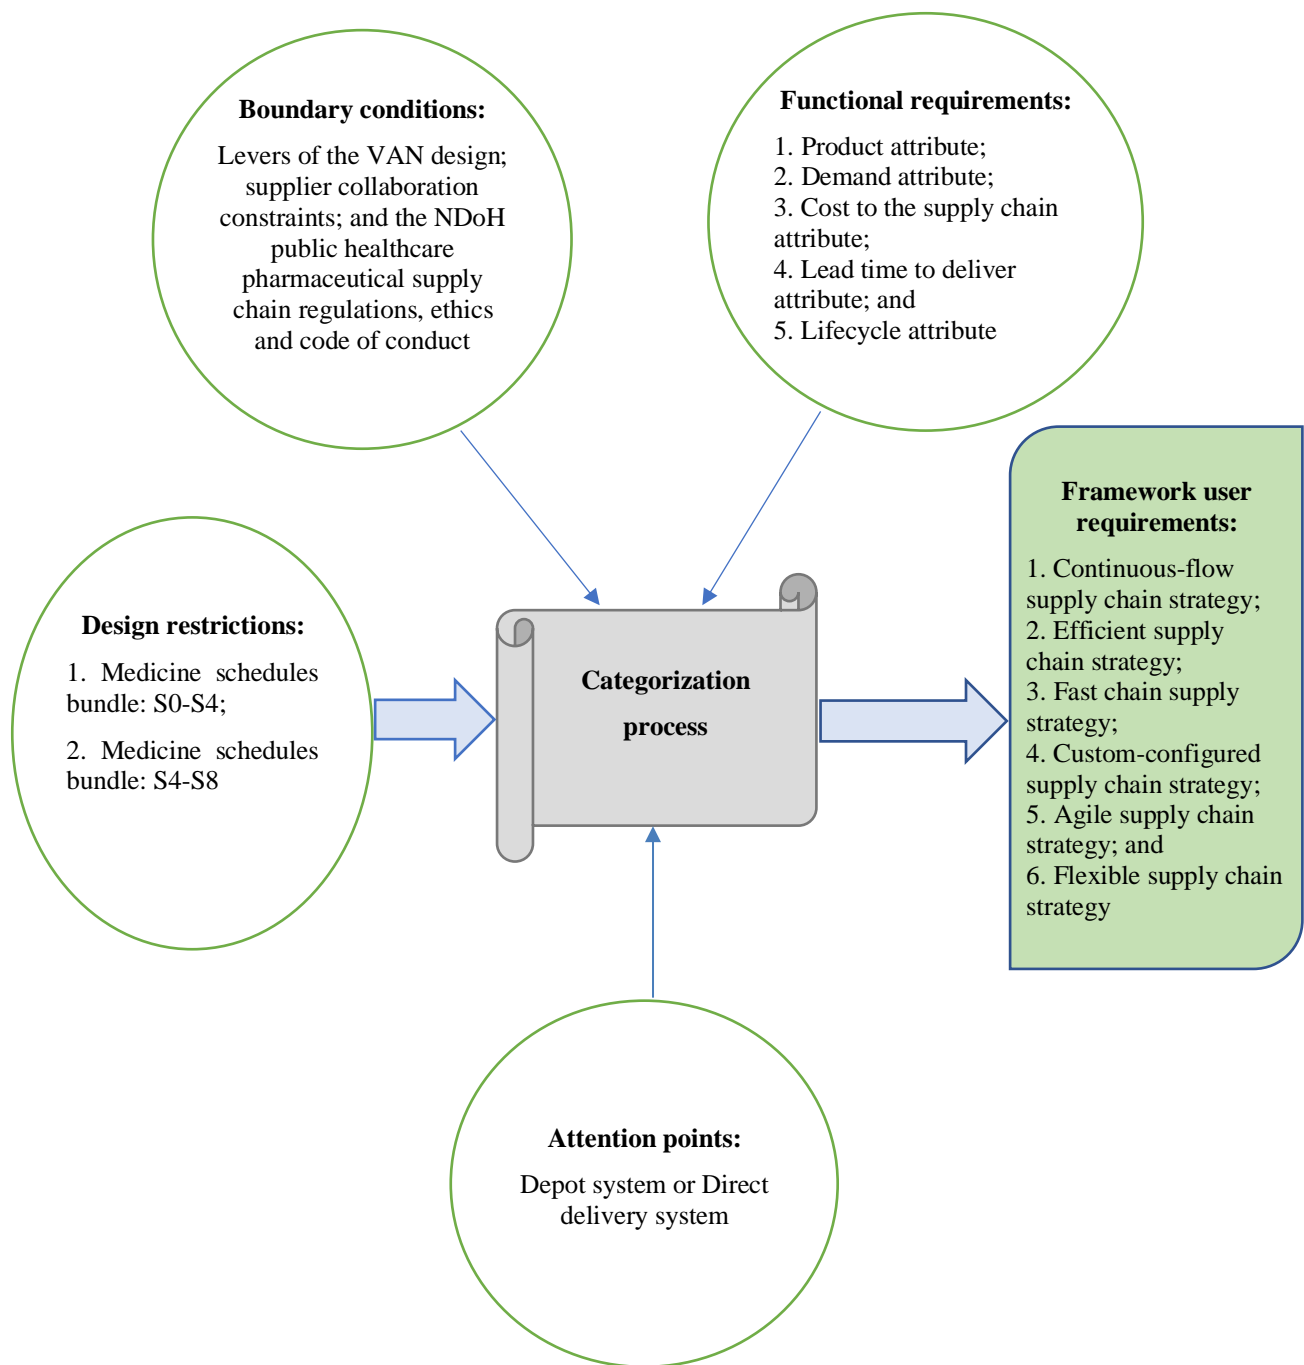 Boundary conditions:
Levers of the VAN design;
supplier collaboration
constraints; and the NDoH
public healthcare
pharmaceutical supply
chain regulations, ethics
and code of conduct
Functional requirements:
1. Product attribute;
2. Demand attribute;
3. Cost to the supply chain
attribute;
4. Lead time to deliver
attribute; and
5. Lifecycle attribute
Design restrictions:
1. Medicine schedules
bundle: S0-S4;
2. Medicine schedules
bundle: S4-S8
Categorization
process
Framework user
requirements:
1. Continuous-flow
supply chain strategy;
2. Efficient supply
chain strategy;
3. Fast chain supply
strategy;
4. Custom-configured
supply chain strategy;
5. Agile supply chain
strategy; and
6. Flexible supply chain
strategy
Attention points:
Depot system or Direct
delivery system